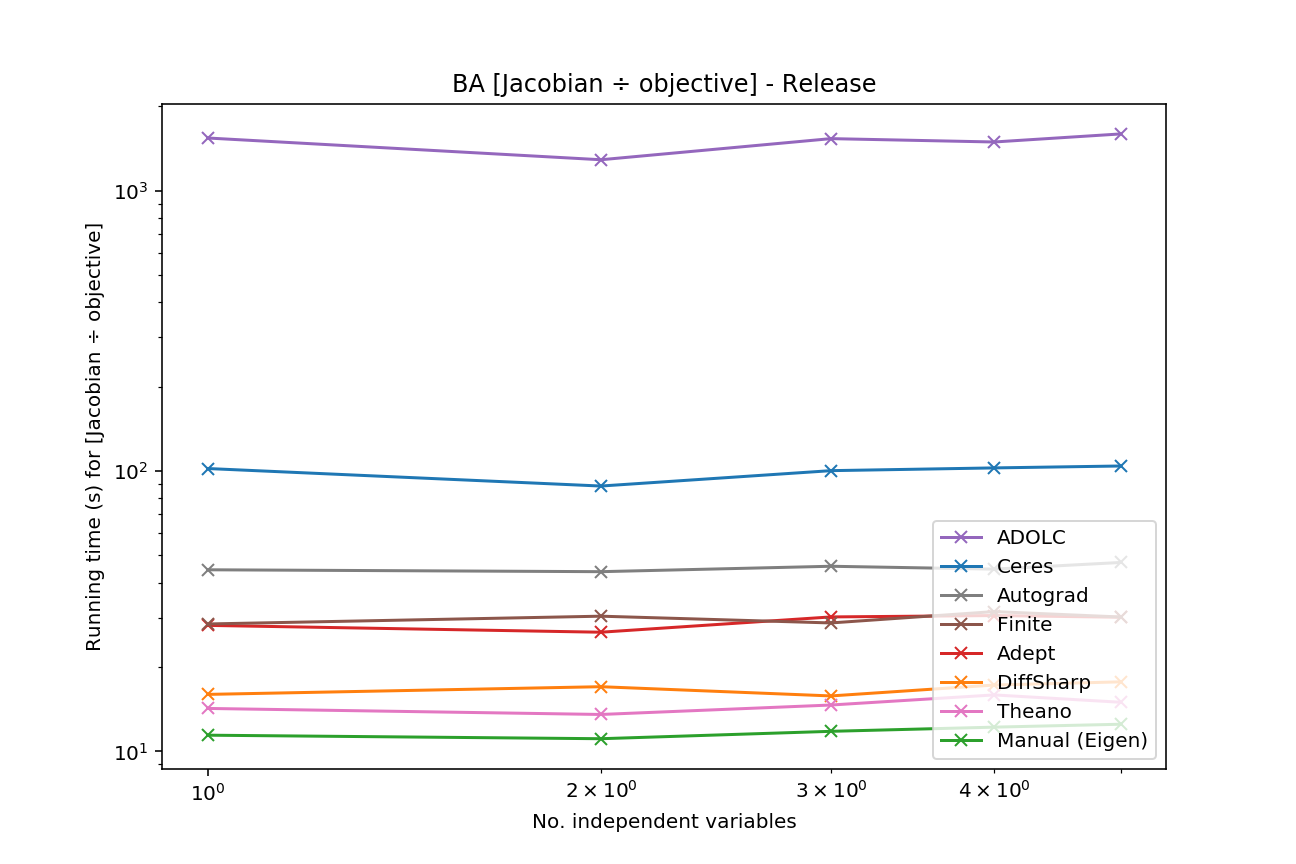 BA [Jacobian ÷ objective] - Release
Running time (s) for [Jacobian ÷ objective]
10³
10²
10¹
ADOLC
Ceres
Autograd
Finite
Adept
DiffSharp
Theano
Manual (Eigen)
10⁰ 2 × 10⁰ 3 × 10⁰ 4 × 10⁰
No. independent variables